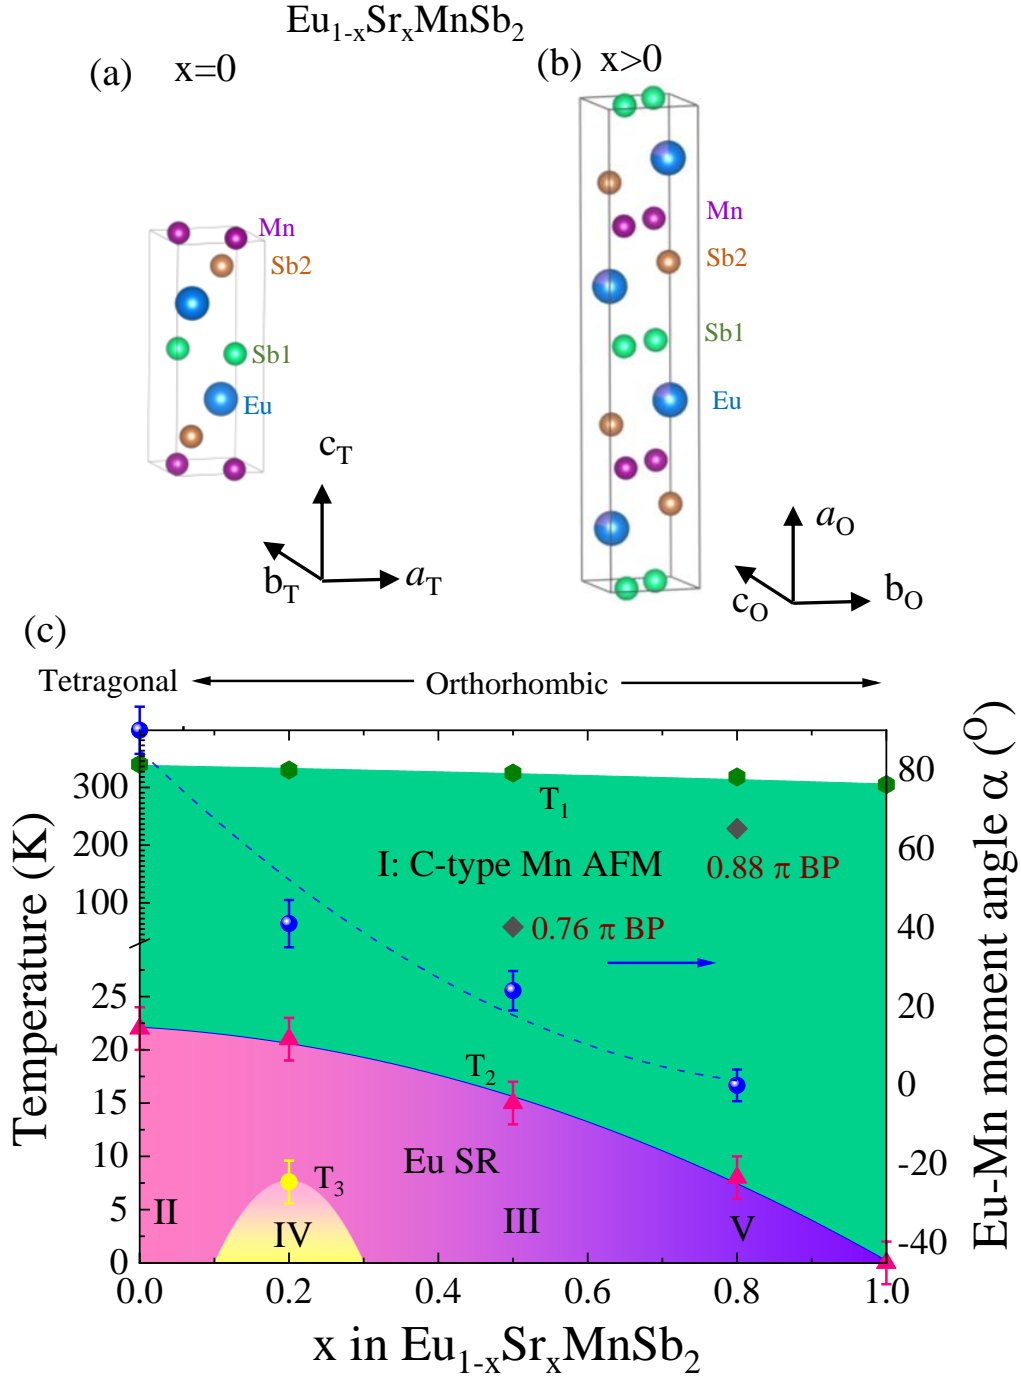 Eu1-xSrxMnSb2
(a) x=0
(b) x>0
Mn
Sb2
Sb1
Eu
cT
bT
aT
Mn
Sb2
Sb1
Eu
aO
cO
bO
(c)
Tetragonal
Orthorhombic
Temperature (K)
300
200
100
25
20
15
10
5
0
T1
I: C-type Mn AFM
0.88 π BP
0.76 π BP
T2
Eu SR
T3
II
IV
III
V
80
60
40
20
0
-20
-40
Eu-Mn moment angle α (O)
0.0 0.2 0.4 0.6 0.8 1.0
x in Eu1-xSrxMnSb2